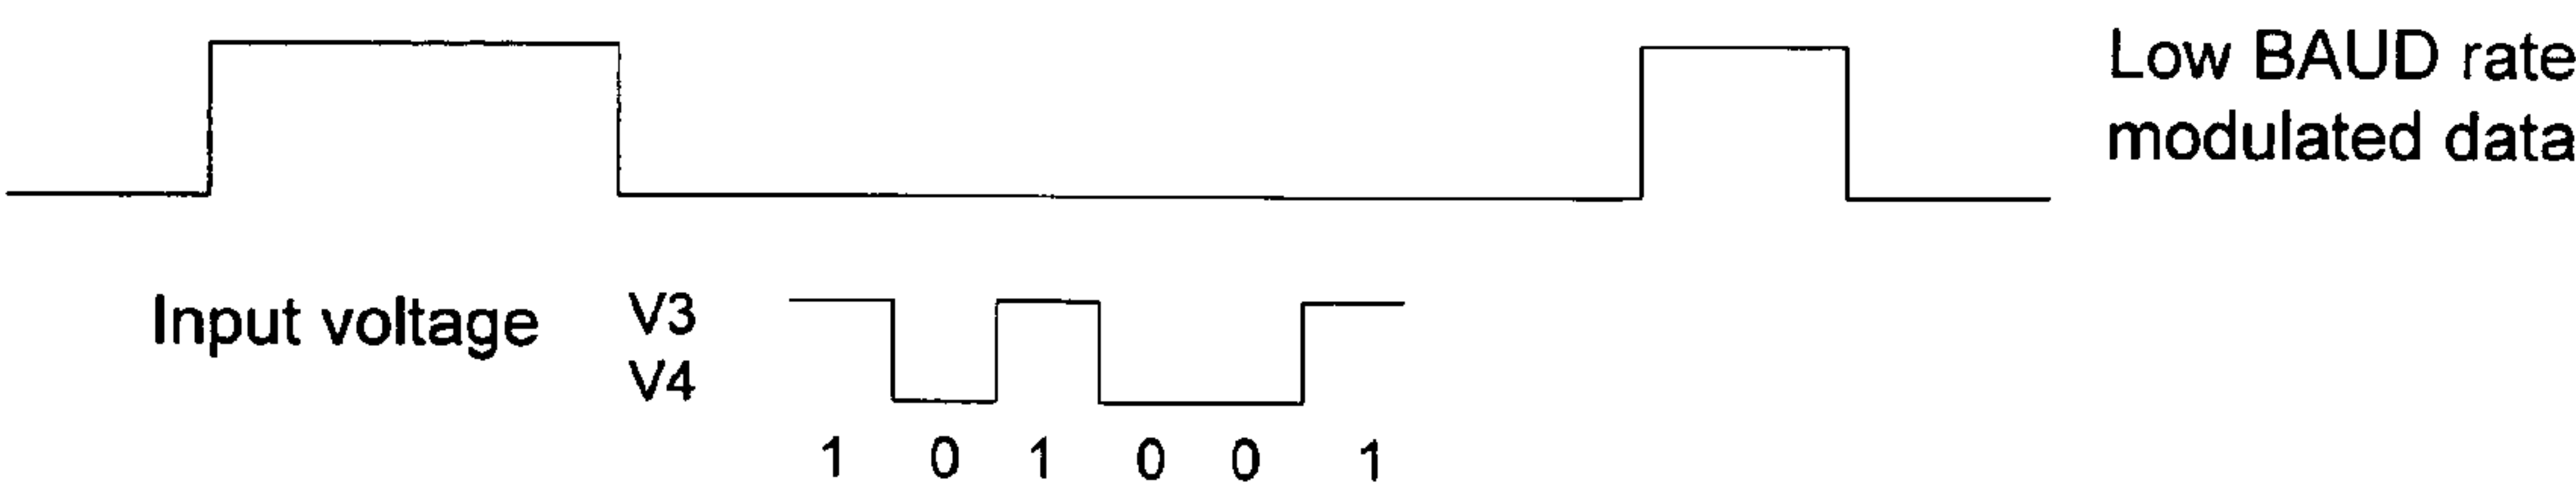 Low BAUD rate
modulated data
Input voltage
V3
V4
1 0 1 0 0 1